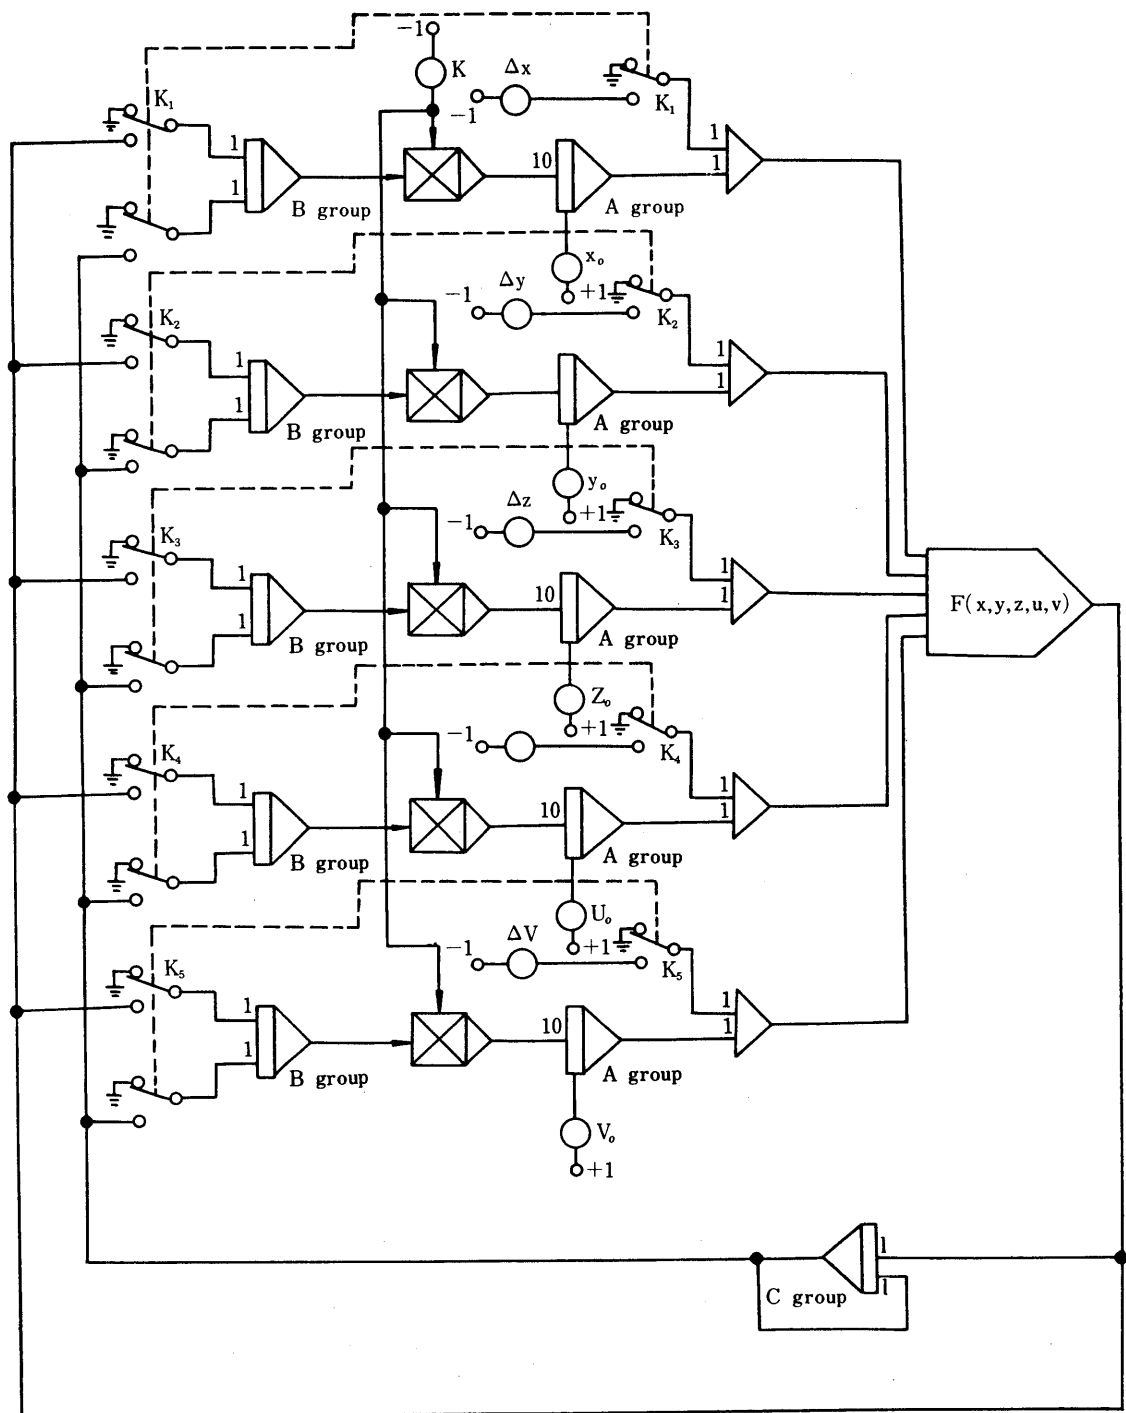 −1
K
Δx
−1
K₁
K₁
1
1
B group
10
A group
1
1
x₀
+1
Δy
−1
K₂
K₂
1
1
B group
A group
1
1
y₀
+1
Δz
−1
K₃
K₃
1
1
B group
10
A group
1
1
F(x,y,z,u,v)
Z₀
+1
−1
K₄
K₄
1
1
B group
10
A group
1
1
U₀
+1
ΔV
−1
K₅
K₅
1
1
B group
10
A group
1
1
V₀
+1
1
1
C group